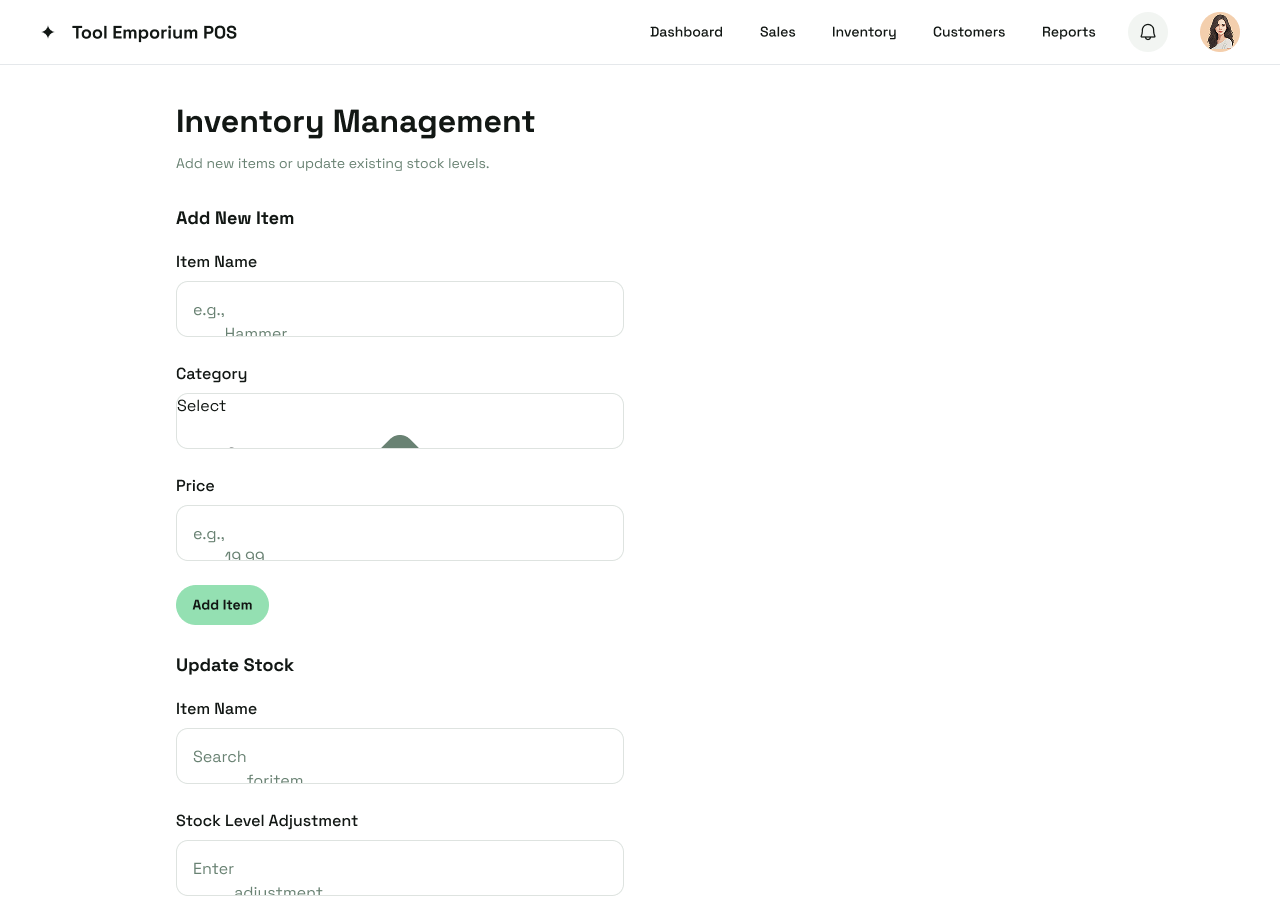 Tool Emporium POS
Dashboard
Sales
Inventory
Customers
Reports
Inventory Management
Add new items or update existing stock levels.
Add New Item
Item Name
e.g.,
Hammer
Category
Select
Price
e.g.,
19.99
Add Item
Update Stock
Item Name
Search
foritem
Stock Level Adjustment
Enter
adjustment